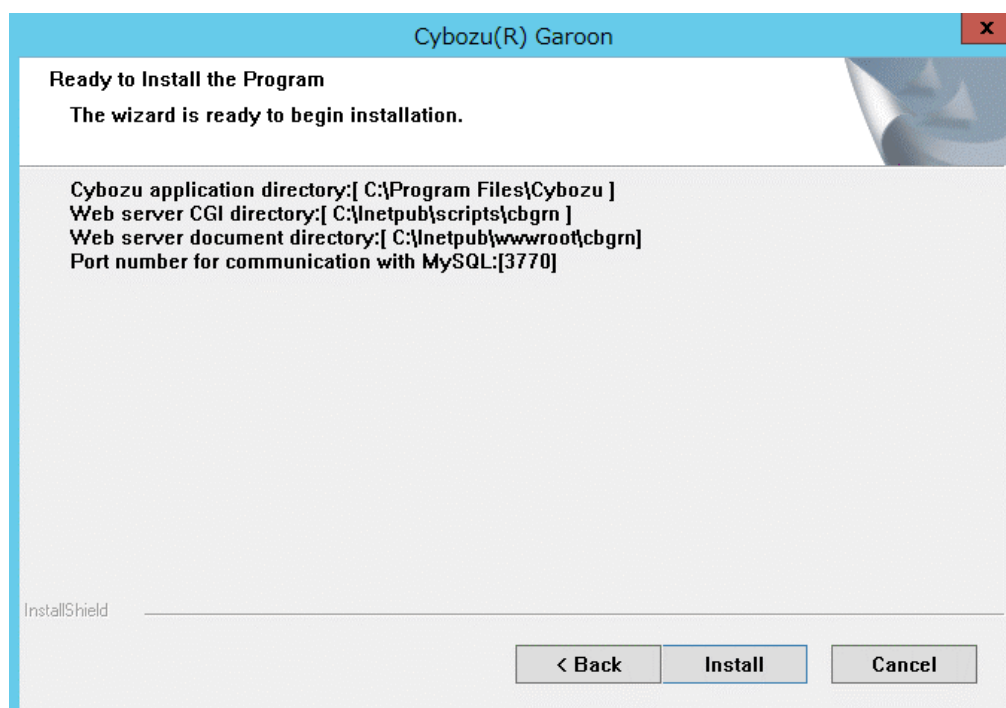 Cybozu(R) Garoon
x
Ready to Install the Program
The wizard is ready to begin installation.
Cybozu application directory:[ C:\Program Files\Cybozu ]
Web server CGI directory:[ C:\Inetpub\scripts\cbgrn ]
Web server document directory:[ C:\Inetpub\wwwroot\cbgrn]
Port number for communication with MySQL:[3770]
InstallShield
< Back Install Cancel